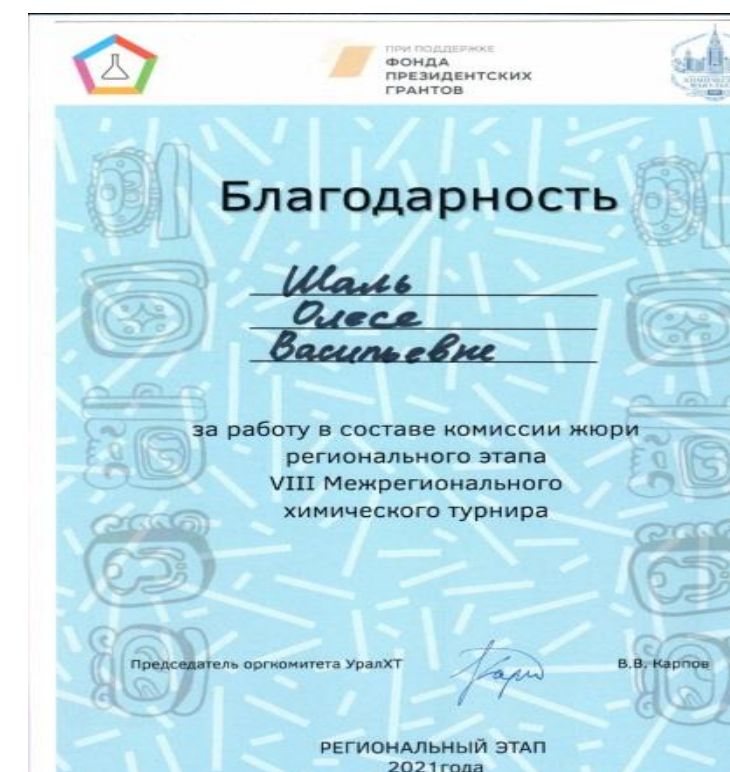 ПРИ ПОДДЕРЖКЕ
ФОНДА
ПРЕЗИДЕНТСКИХ
ГРАНТОВ
Благодарность
Шаль
Олесе
Васильевне
за работу в составе комиссии жюри
регионального этапа
VIII Межрегионального
химического турнира
Председатель оргкомитета УралХТ
В.В. Карпов
РЕГИОНАЛЬНЫЙ ЭТАП
2021года